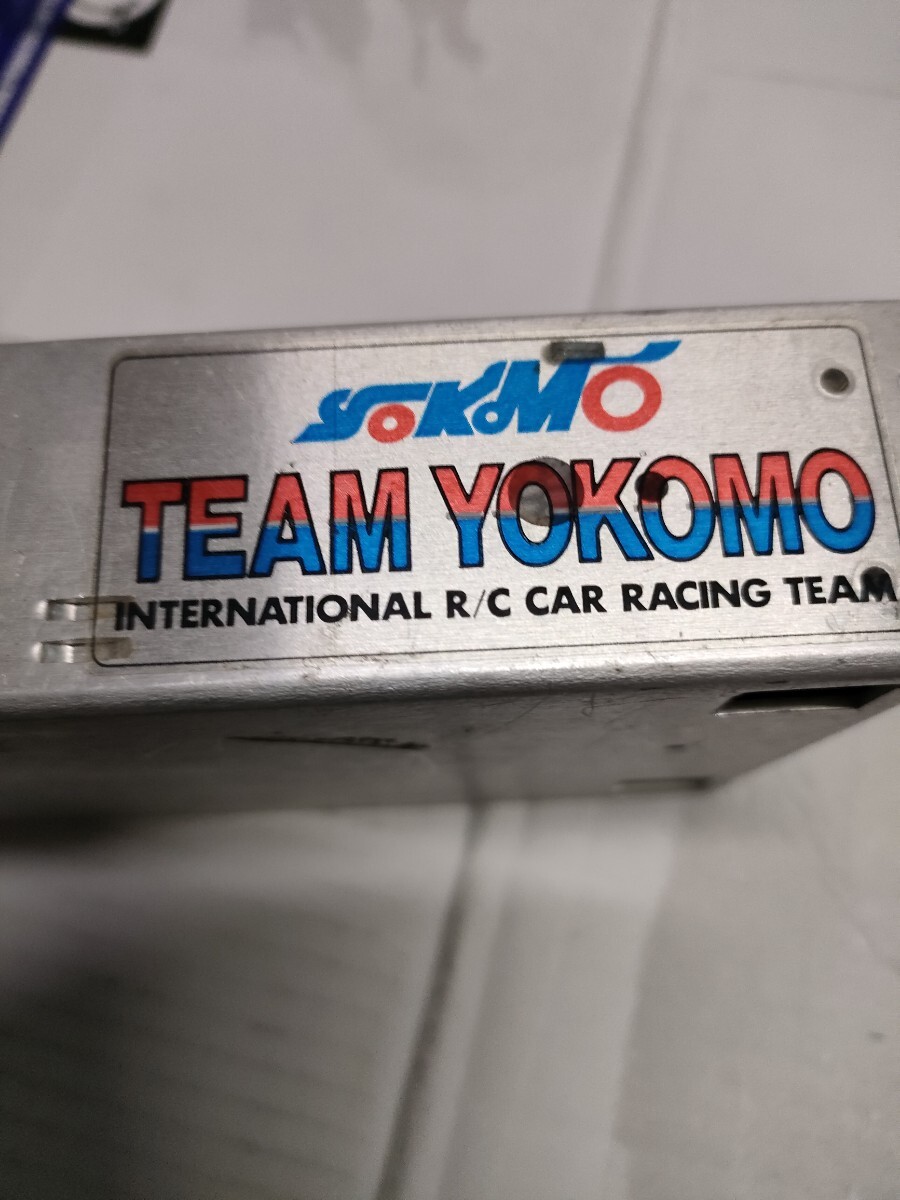 YOKOMO
TEAM YOKOMO
INTERNATIONAL R/C CAR RACING TEAM